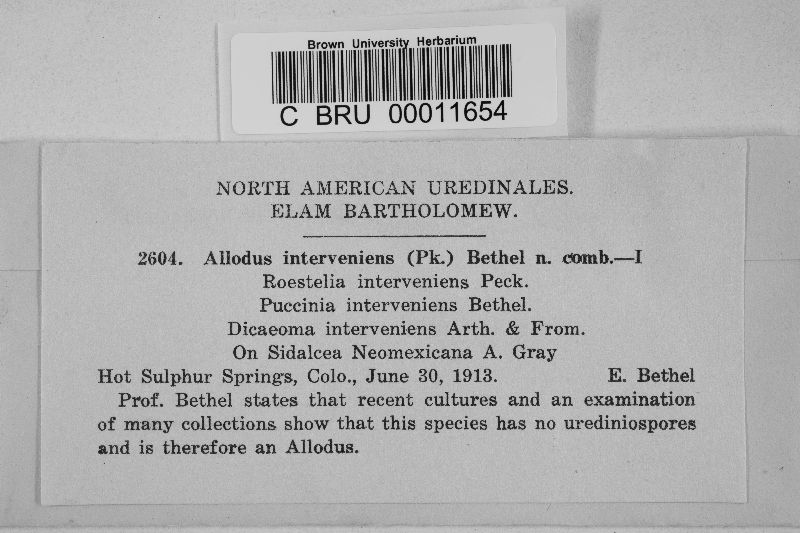 Brown University Herbarium
C BRU 00011654
NORTH AMERICAN UREDINALES.
ELAM BARTHOLOMEW.
2604. Allodus interveniens (Pk.) Bethel n. comb.—I
Roestelia interveniens Peck.
Puccinia interveniens Bethel.
Dicaeoma interveniens Arth. & From.
On Sidalcea Neomexicana A. Gray
Hot Sulphur Springs, Colo., June 30, 1913. E. Bethel
Prof. Bethel states that recent cultures and an examination
of many collections show that this species has no urediniospores
and is therefore an Allodus.